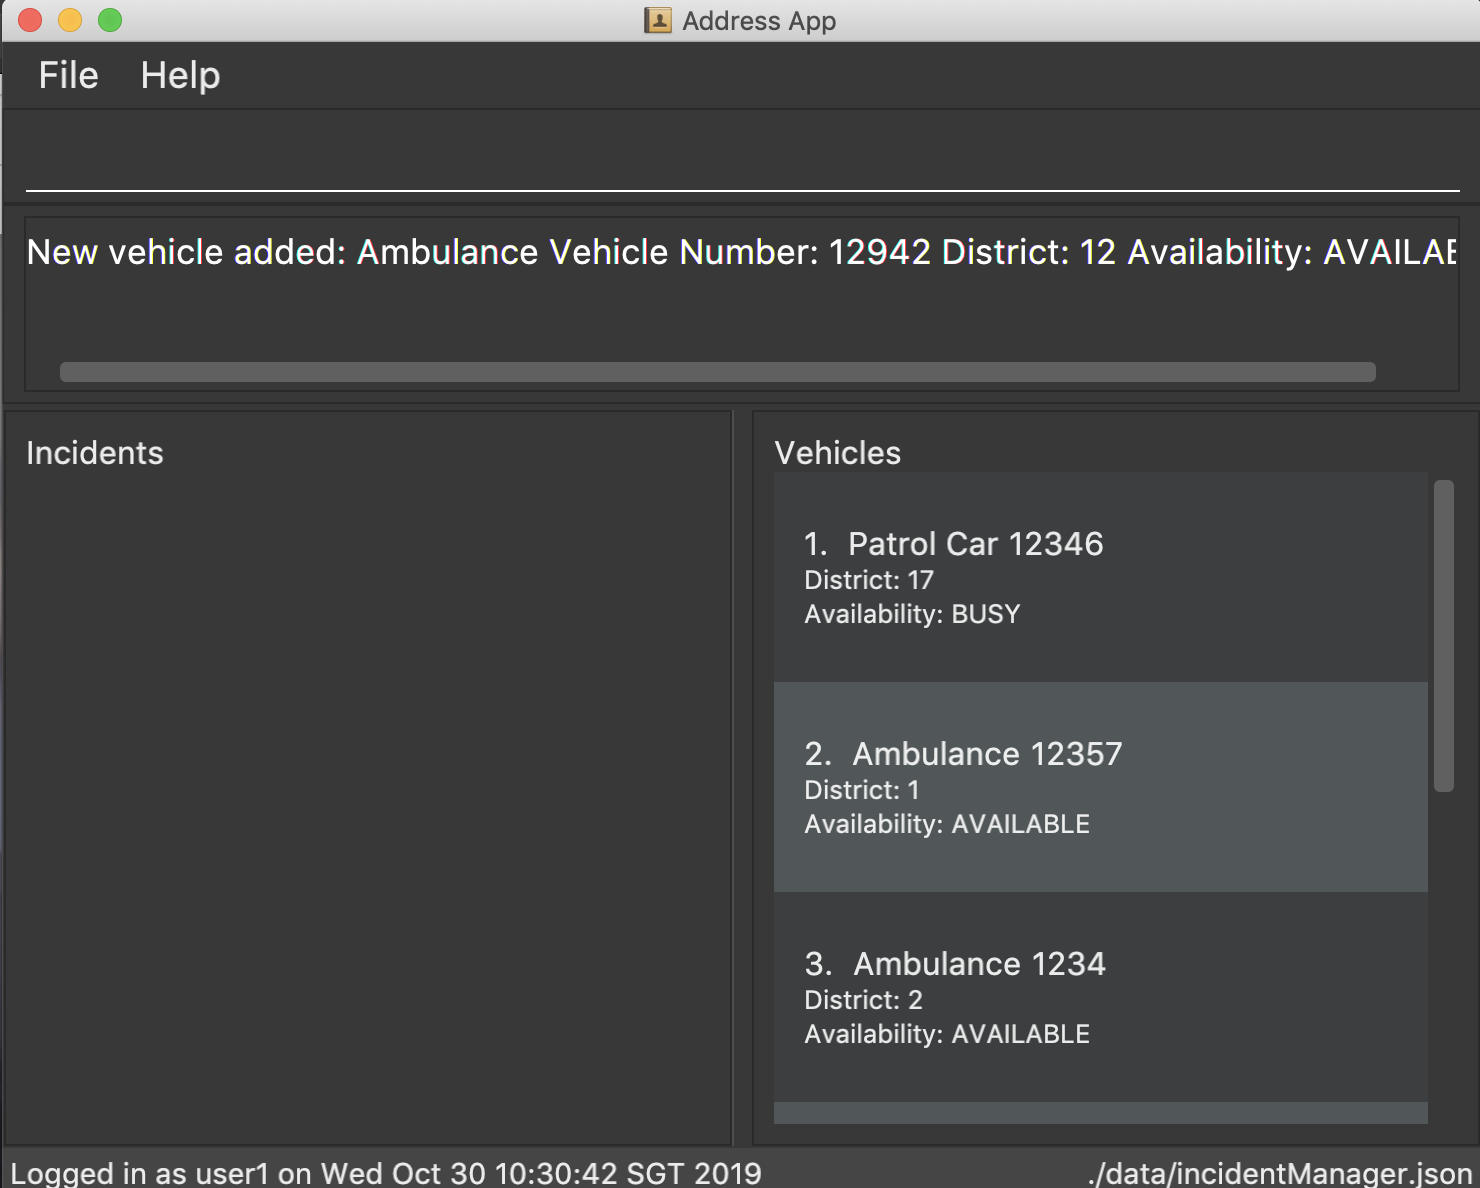 Address App
File Help
New vehicle added: Ambulance Vehicle Number: 12942 District: 12 Availability:
Incidents
Vehicles
1. Patrol Car 12346
District: 17
Availability: BUSY
2. Ambulance 12357
District: 1
Availability: AVAILABLE
3. Ambulance 1234
District: 2
Availability: AVAILABLE
Logged in as user1 on Wed Oct 30 10:30:42 SGT 2019
./data/incidentManager.json